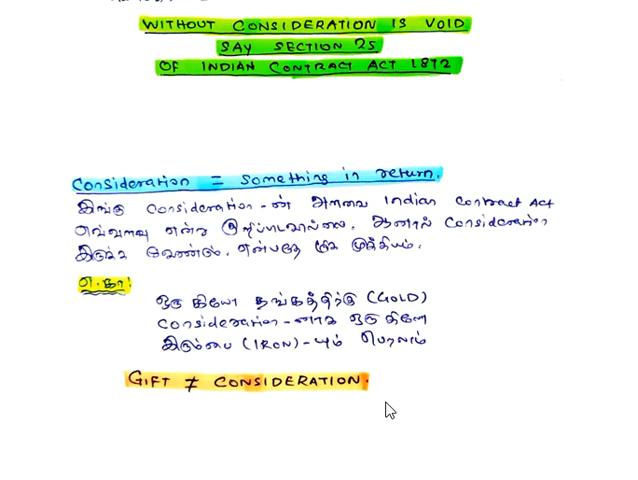 WITHOUT CONSIDERATION IS VOID
SAY SECTION 25
OF INDIAN CONTRACT ACT 1872
Consideration = Something in return.
இங்கு Consideration-ன் அளவை Indian Contract Act
எவ்வளவு என்று குறிப்பிடவில்லை. ஆனால் Consideration
இருக்க வேண்டும். என்பதே மிக முக்கியம்.
எ.கா:
ஒரு கிலோ தங்கத்திற்கு (GOLD)
Consideration-னாக ஒரு கிலோ
இரும்பை (IRON)-யும் பெறலாம்
GIFT ≠ CONSIDERATION.